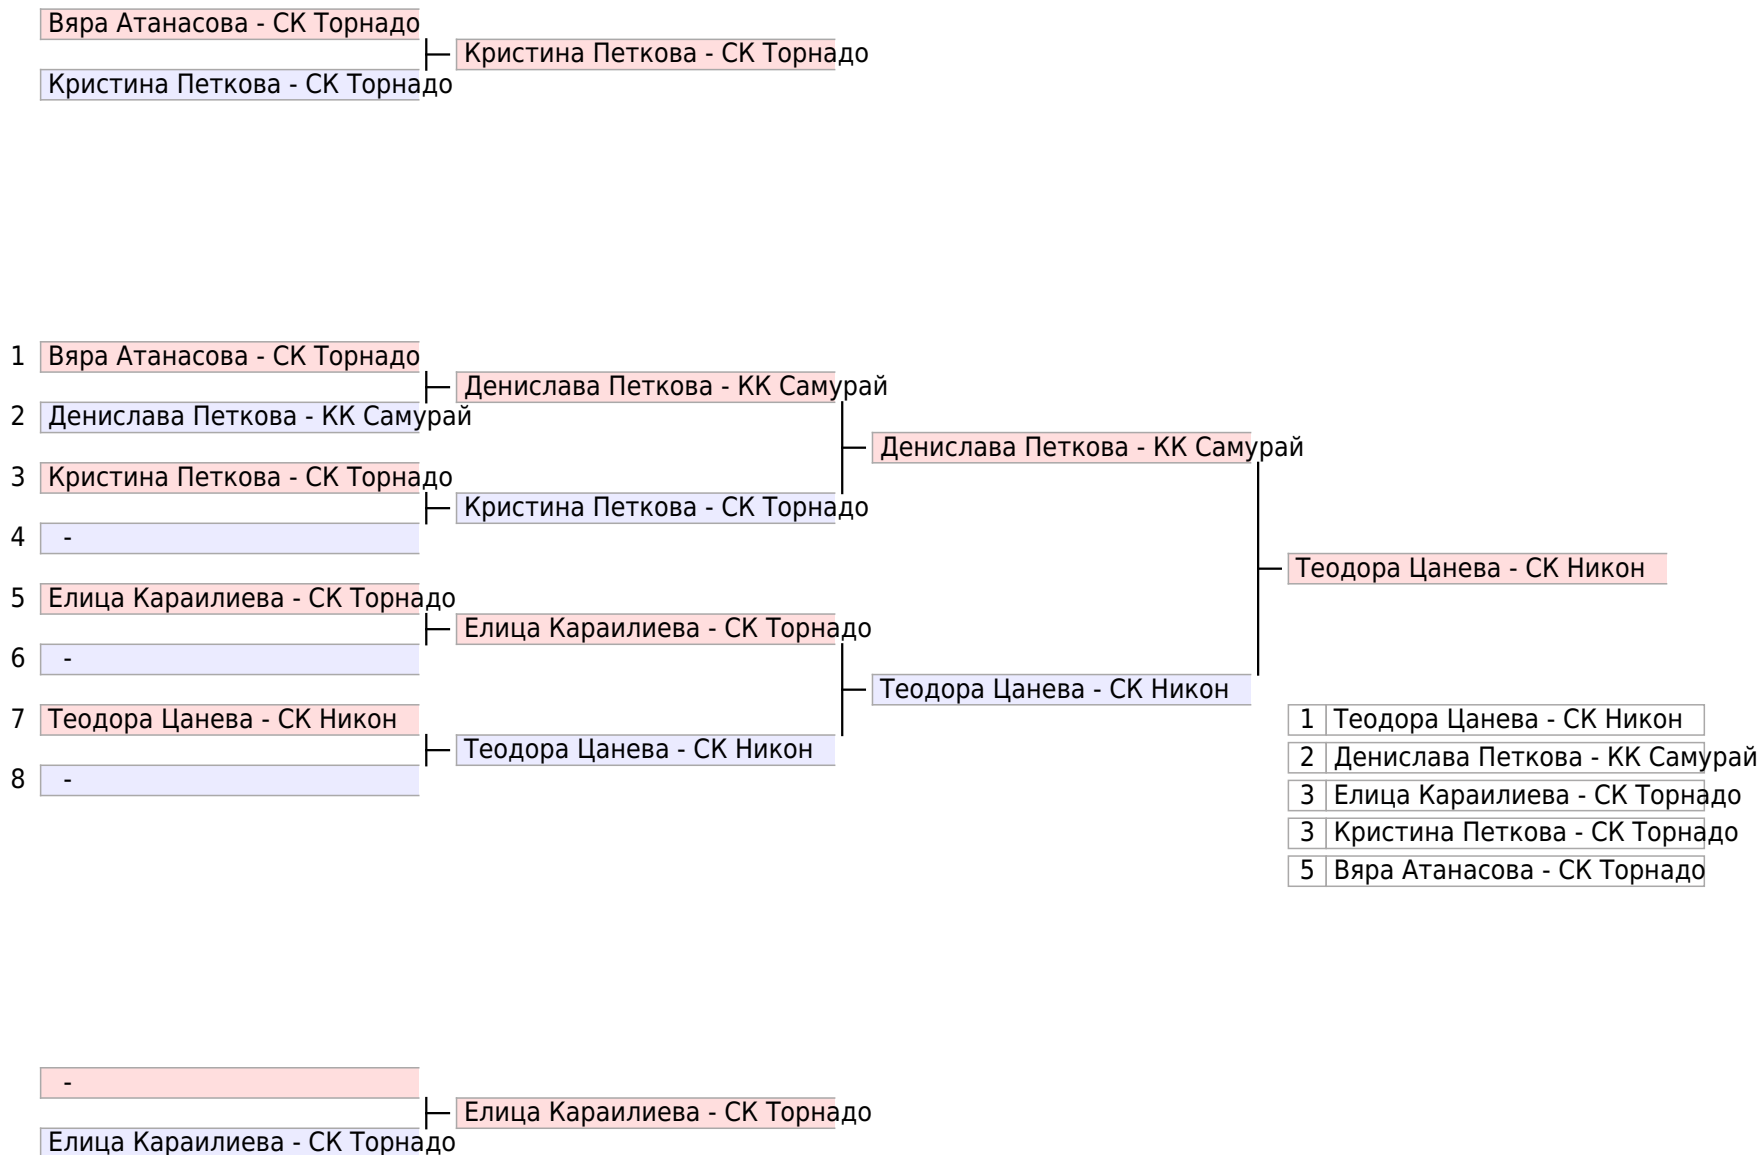 Вяра Атанасова - СК Торнадо
Кристина Петкова - СК Торнадо
Кристина Петкова - СК Торнадо
1 Вяра Атанасова - СК Торнадо
Денислава Петкова - КК Самурай
2 Денислава Петкова - КК Самурай
Денислава Петкова - КК Самурай
3 Кристина Петкова - СК Торнадо
Кристина Петкова - СК Торнадо
4 -
Теодора Цанева - СК Никон
5 Елица Караилиева - СК Торнадо
Елица Караилиева - СК Торнадо
6 -
Теодора Цанева - СК Никон
7 Теодора Цанева - СК Никон
Теодора Цанева - СК Никон
8 -
1 Теодора Цанева - СК Никон
2 Денислава Петкова - КК Самурай
3 Елица Караилиева - СК Торнадо
3 Кристина Петкова - СК Торнадо
5 Вяра Атанасова - СК Торнадо
-
Елица Караилиева - СК Торнадо
Елица Караилиева - СК Торнадо